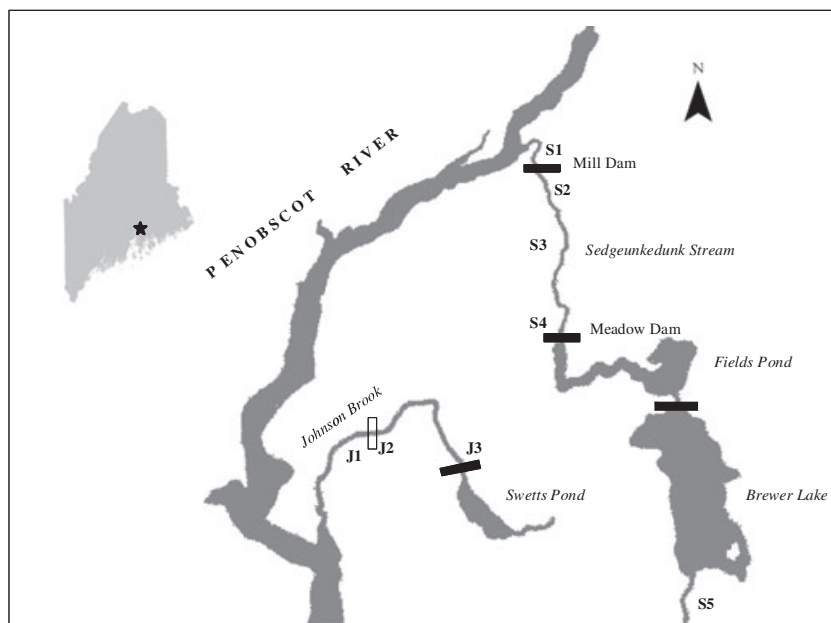 N
S1
Mill Dam
S2
PENOBSCOT RIVER
S3
Sedgeunkedunk Stream
S4
Meadow Dam
Fields Pond
Johnson Brook
J1
J2
J3
Swetts Pond
Brewer Lake
S5